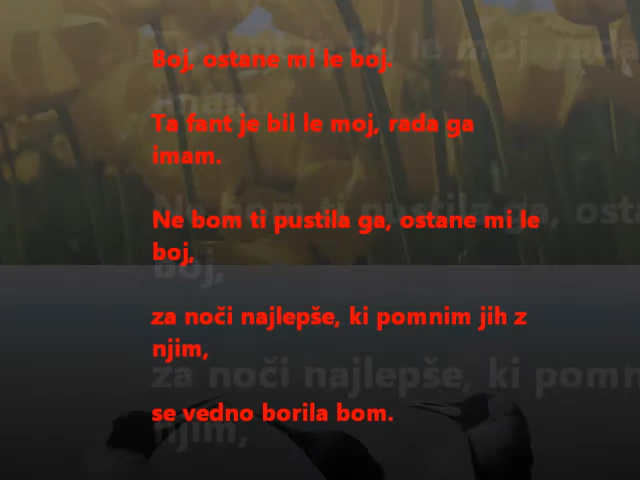 Boj, ostane mi le boj.
Ta fant je bil le moj, rada ga
imam.
Ne bom ti pustila ga, ostane mi le
boj,
za noči najlepše, ki pomnim jih z
njim,
se vedno borila bom.